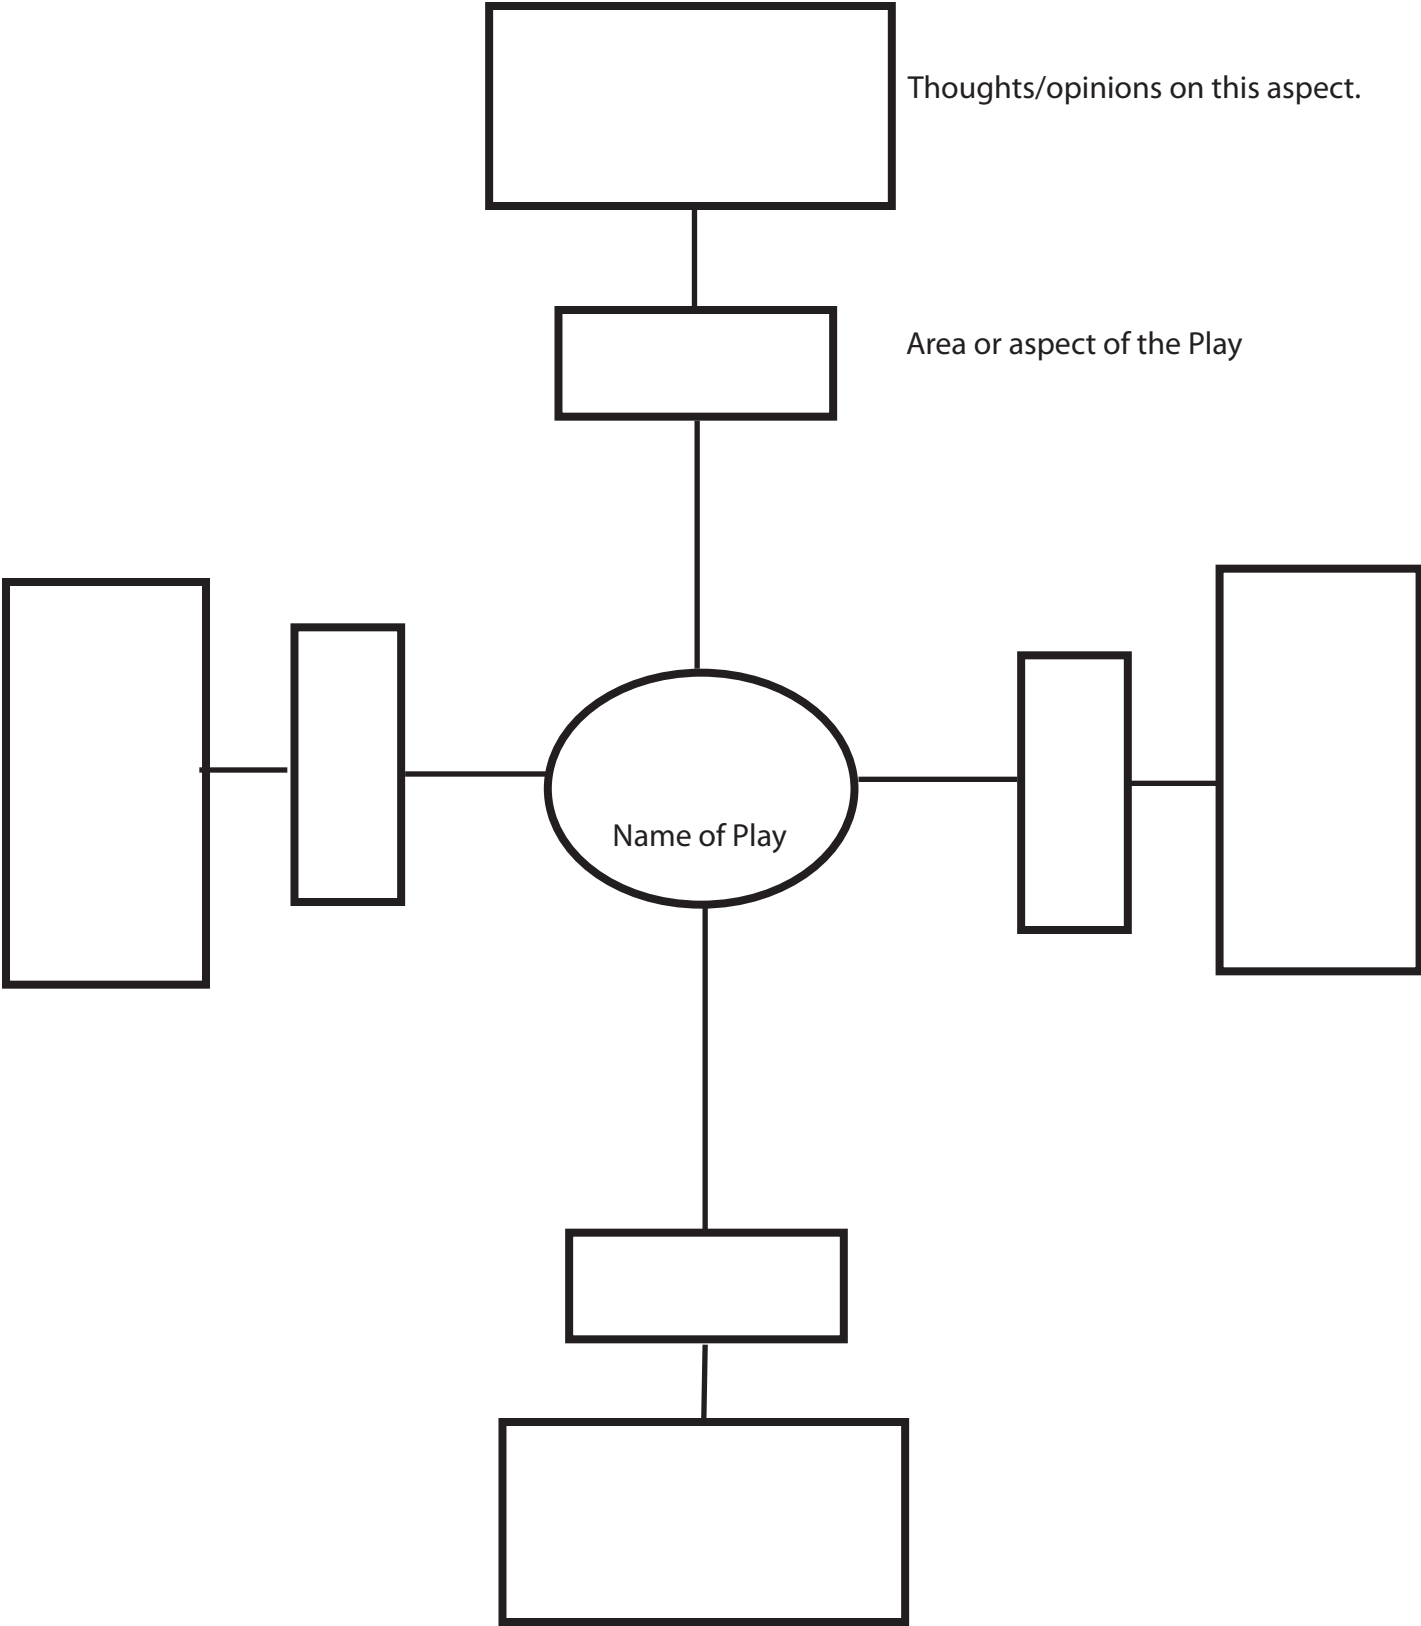 Thoughts/opinions on this aspect.
Area or aspect of the Play
Name of Play